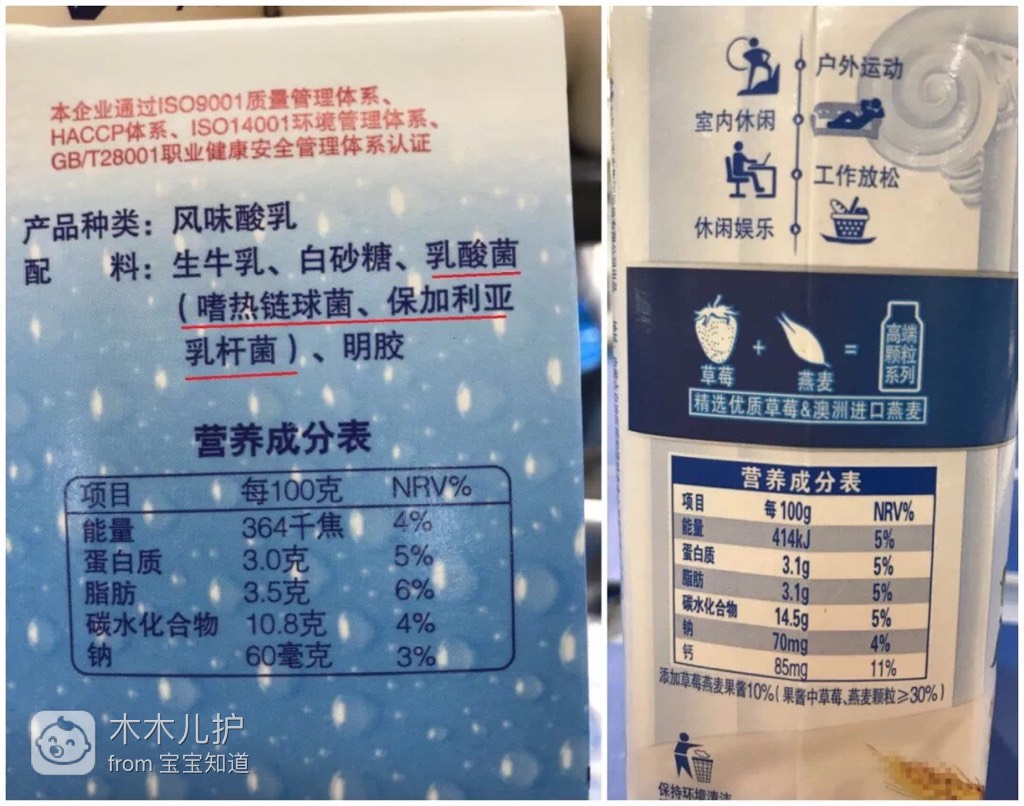 本企业通过ISO9001质量管理体系、
HACCP体系、ISO14001环境管理体系、
GB/T28001职业健康安全管理体系认证
产品种类：风味酸乳
配 料：生牛乳、白砂糖、乳酸菌
（嗜热链球菌、保加利亚
乳杆菌）、明胶
营养成分表
项目 每100克 NRV%
能量 364千焦 4%
蛋白质 3.0克 5%
脂肪 3.5克 6%
碳水化合物 10.8克 4%
钠 60毫克 3%
木木儿护
from 宝宝知道
户外运动
室内休闲
工作放松
休闲娱乐
草莓 + 燕麦 = 高端
颗粒
系列
精选优质草莓&澳洲进口燕麦
营养成分表
项目 每100g NRV%
能量 414kJ 5%
蛋白质 3.1g 5%
脂肪 3.1g 5%
碳水化合物 14.5g 5%
钠 70mg 4%
钙 85mg 11%
添加草莓燕麦果酱10%（果酱中草莓、燕麦颗粒≥30%）
保持环境清洁